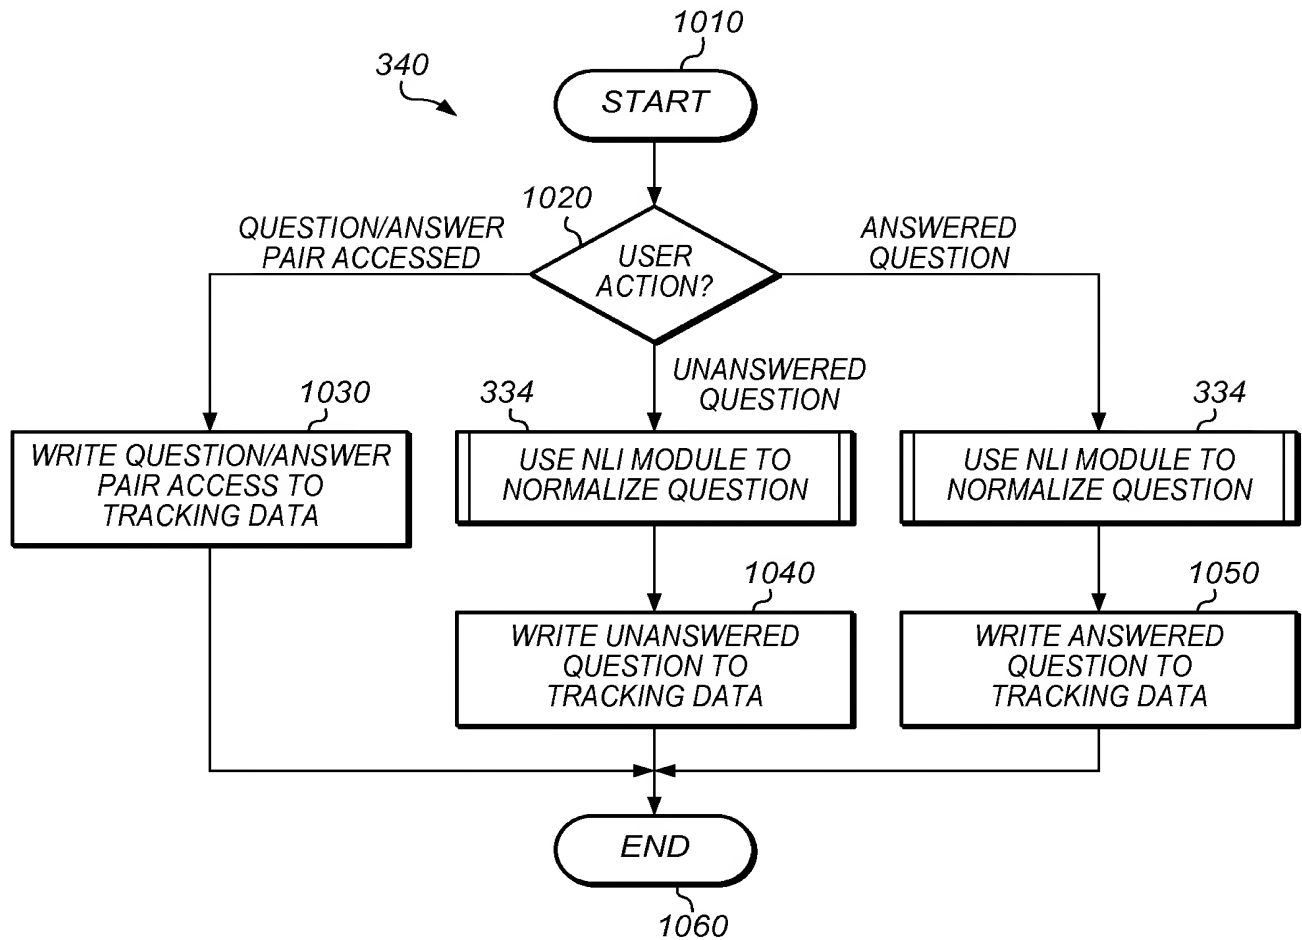 1010
340
START
1020
QUESTION/ANSWER
PAIR ACCESSED
USER
ACTION?
ANSWERED
QUESTION
UNANSWERED
QUESTION
1030
WRITE QUESTION/ANSWER
PAIR ACCESS TO
TRACKING DATA
334
USE NLI MODULE TO
NORMALIZE QUESTION
334
USE NLI MODULE TO
NORMALIZE QUESTION
1040
WRITE UNANSWERED
QUESTION TO
TRACKING DATA
1050
WRITE ANSWERED
QUESTION TO
TRACKING DATA
END
1060